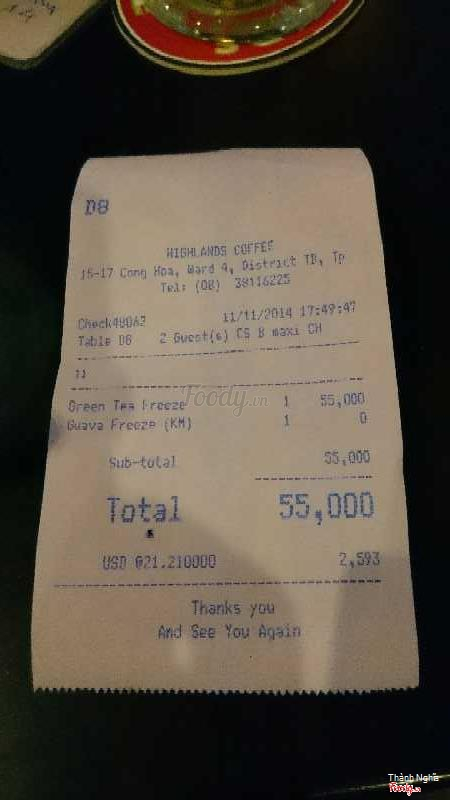 D8
HIGHLANDS COFFEE
15-17 Cong Hoa, Ward 4, District TB, Tp
Tel: (08) 38116225
11/11/2014 17:49:47
Table D8 2 Guest(s) CS 8 maxi CH
Foody.vn
Green Tea Freeze 1 55,000
Guava Freeze (KM) 1 0
Sub-total 55,000
Total 55,000
USD @21.210000 2,593
Thanks you
And See You Again
Thành Nghĩa
Foody.vn